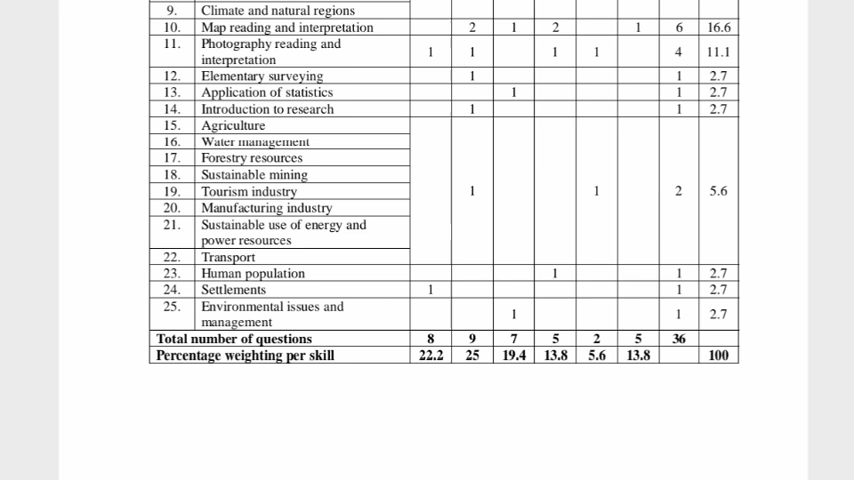 9. Climate and natural regions
10. Map reading and interpretation 2 1 2 1 6 16.6
11. Photography reading and
interpretation 1 1 1 1 4 11.1
12. Elementary surveying 1 1 2.7
13. Application of statistics 1 1 2.7
14. Introduction to research 1 1 2.7
15. Agriculture
16. Water management
17. Forestry resources
18. Sustainable mining
19. Tourism industry 1 1 2 5.6
20. Manufacturing industry
21. Sustainable use of energy and
power resources
22. Transport
23. Human population 1 1 2.7
24. Settlements 1 1 2.7
25. Environmental issues and
management 1 1 2.7
Total number of questions 8 9 7 5 2 5 36
Percentage weighting per skill 22.2 25 19.4 13.8 5.6 13.8 100